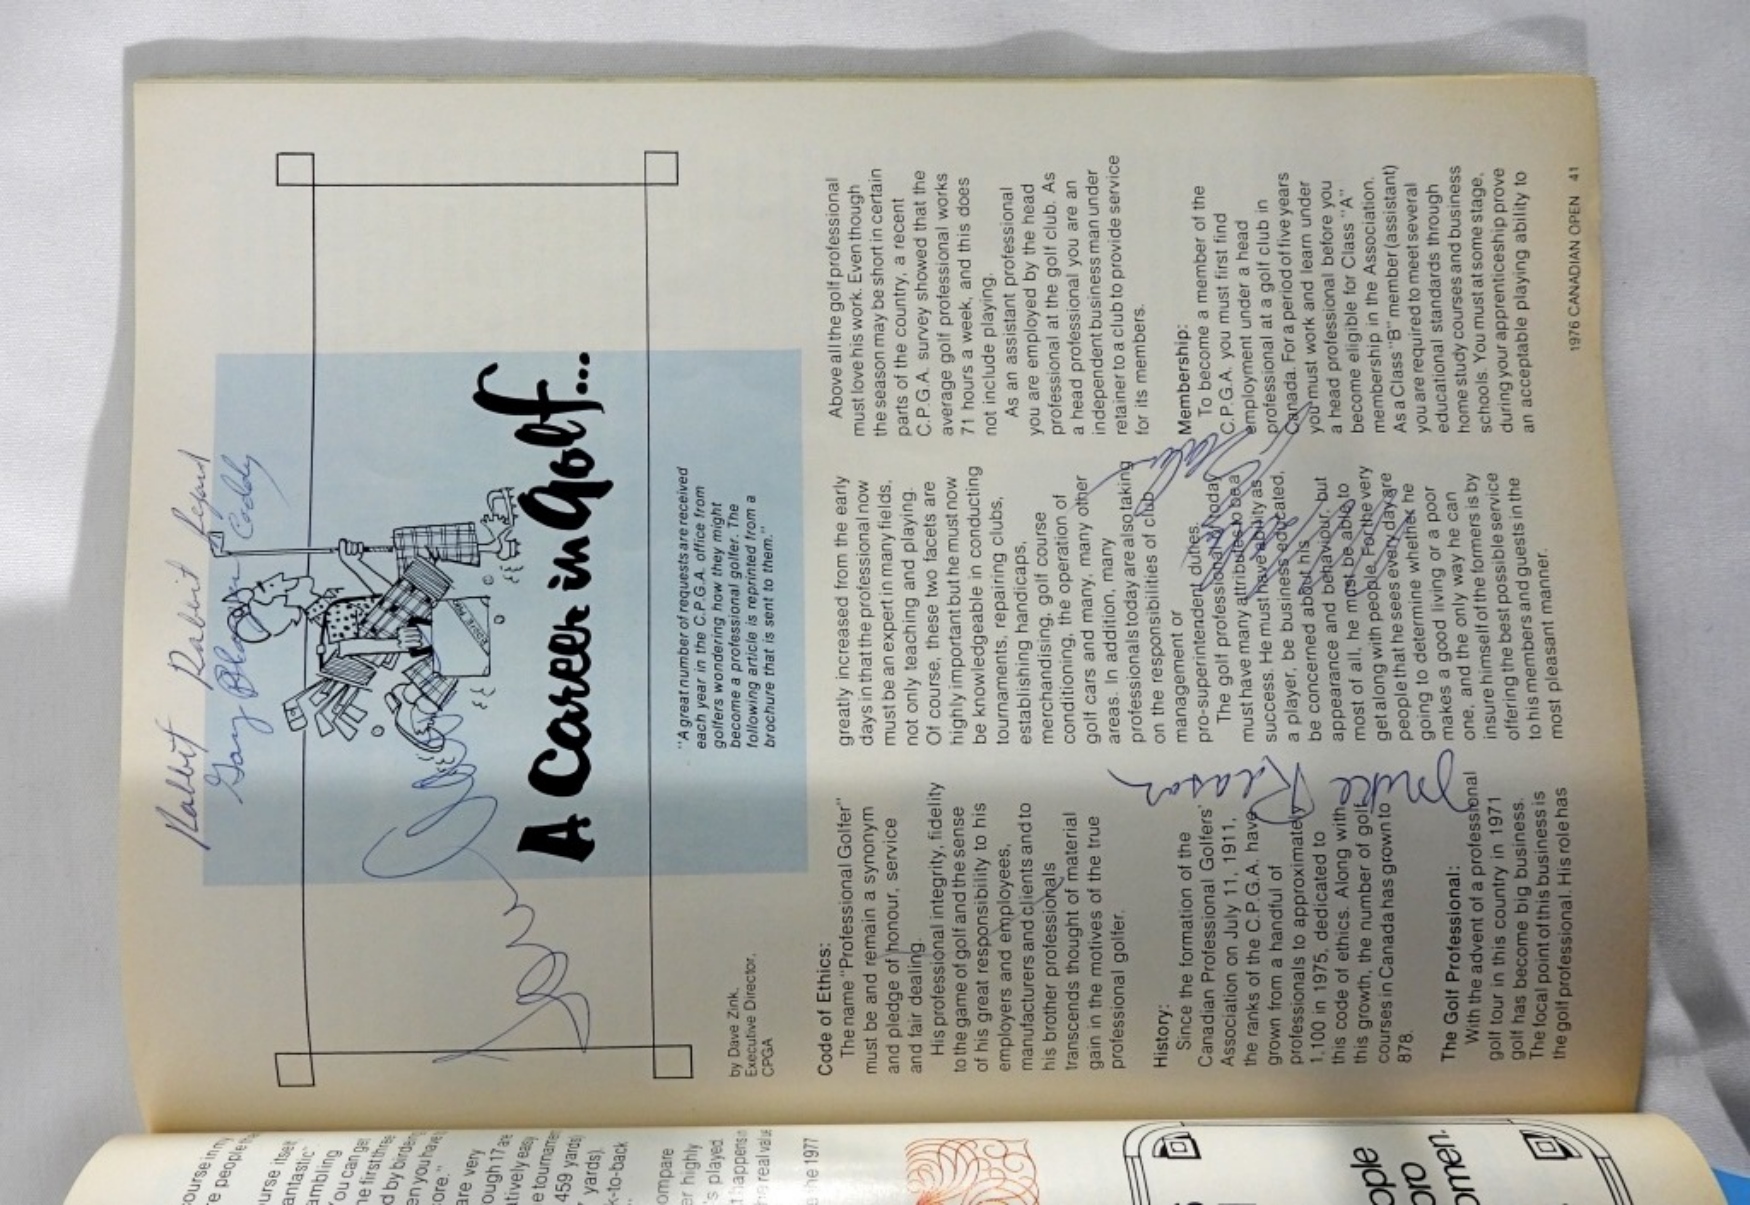 Rabbit Rabit Legard
Gary
Caddy
A Career in Golf...
"A great number of requests are received
each year in the C.P.G.A. office from
golfers wondering how they might
become a professional golfer. The
following article is reprinted from a
brochure that is sent to them."
by Dave Zink,
Executive Director,
CPGA
Code of Ethics:
The name "Professional Golfer"
must be and remain a synonym
and pledge of honour, service
and fair dealing.
His professional integrity, fidelity
to the game of golf and the sense
of his great responsibility to his
employers and employees,
manufacturers and clients and to
his brother professionals
transcends thought of material
gain in the motives of the true
professional golfer.
History:
Since the formation of the
Canadian Professional Golfers'
Association on July 11, 1911,
the ranks of the C.P.G.A. have
grown from a handful of
professionals to approximately
1,100 in 1975, dedicated to
this code of ethics. Along with
this growth, the number of golf
courses in Canada has grown to
878.
The Golf Professional:
With the advent of a professional
golf tour in this country in 1971
golf has become big business.
The focal point of this business is
the golf professional. His role has
Mike
Reasor
greatly increased from the early
days in that the professional now
must be an expert in many fields,
not only teaching and playing.
Of course, these two facets are
highly important but he must now
be knowledgeable in conducting
tournaments, repairing clubs,
establishing handicaps,
merchandising, golf course
conditioning, the operation of
golf cars and many, many other
areas. In addition, many
professionals today are also taking
on the responsibilities of club
management or
pro-superintendent duties.
The golf professional of today
must have many attributes to be a
success. He must have ability as
a player, be business educated,
be concerned about his
appearance and behaviour, but
most of all, he must be able to
get along with people. For the very
people that he sees every day are
going to determine whether he
makes a good living or a poor
one, and the only way he can
insure himself of the former is by
offering the best possible service
to his members and guests in the
most pleasant manner.
Above all the golf professional
must love his work. Even though
the season may be short in certain
parts of the country, a recent
C.P.G.A. survey showed that the
average golf professional works
71 hours a week, and this does
not include playing.
As an assistant professional
you are employed by the head
professional at the golf club. As
a head professional you are an
independent business man under
retainer to a club to provide service
for its members.
Membership:
To become a member of the
C.P.G.A. you must first find
employment under a head
professional at a golf club in
Canada. For a period of five years
you must work and learn under
a head professional before you
become eligible for Class "A"
membership in the Association.
As a Class "B" member (assistant)
you are required to meet several
educational standards through
home study courses and business
schools. You must at some stage,
during your apprenticeship prove
an acceptable playing ability to
1976 CANADIAN OPEN 41